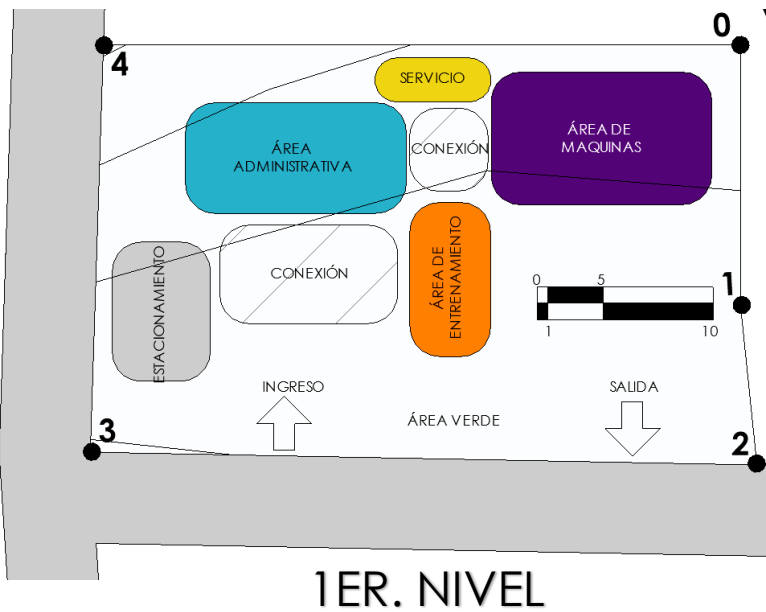 0
4
SERVICIO
ÁREA DE
MAQUINAS
ÁREA
ADMINISTRATIVA
CONEXIÓN
ESTACIONAMIENTO
CONEXIÓN
ÁREA DE
ENTRENAMIENTO
0 5
1 10
1
INGRESO
SALIDA
ÁREA VERDE
3
2
1ER. NIVEL